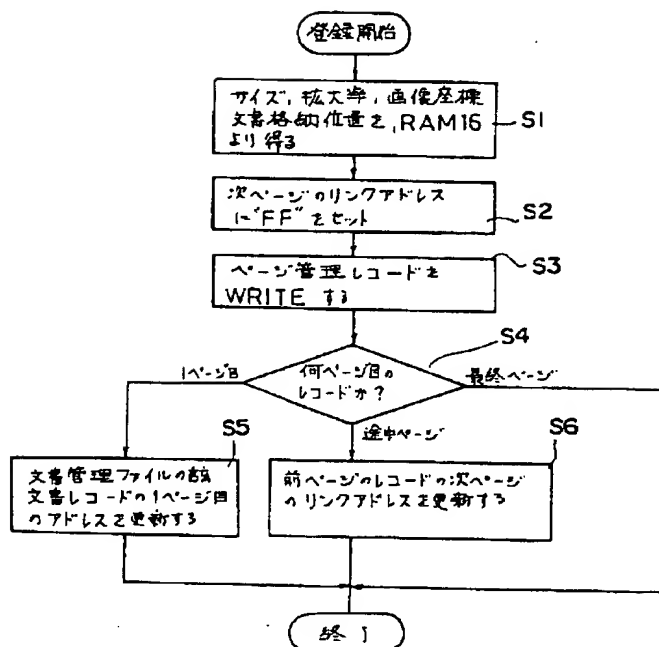 登録開始
サイズ,拡大率,画像座標
文書格納位置を,RAM16
より得る
S1
次ページのリンクアドレス
に"FF"をセット
S2
ページ管理レコードを
WRITE する
S3
何ページ目の
レコードか?
S4
1ページ目
最終ページ
途中ページ
文書管理ファイルの該
文書レコードの1ページ目
のアドレスを更新する
S5
前ページのレコードの次ページ
のリンクアドレスを更新する
S6
終了